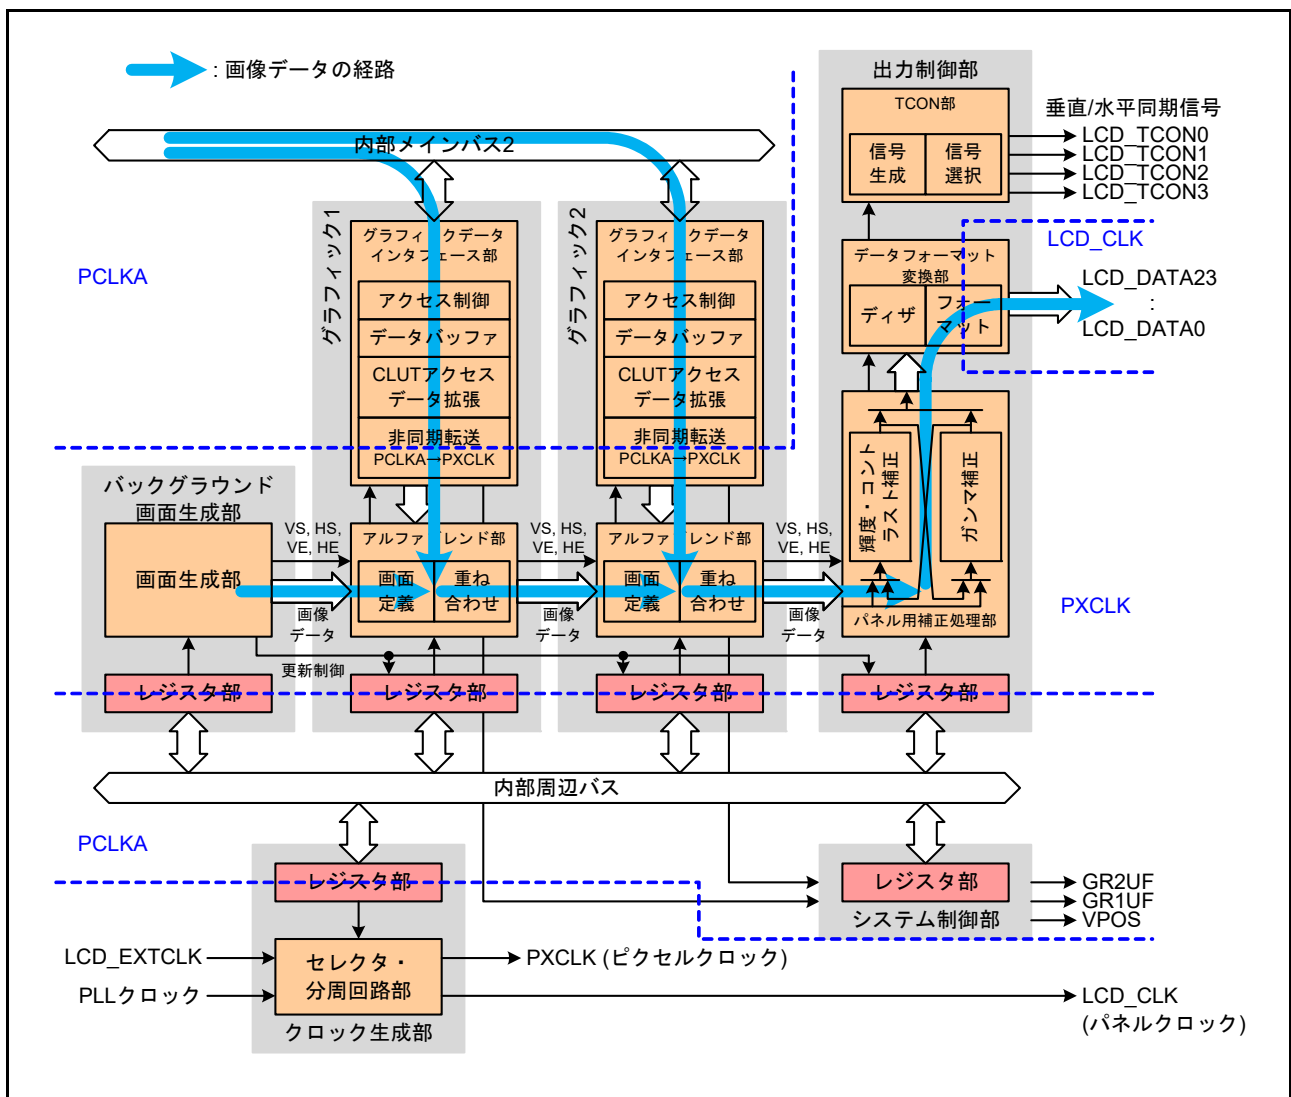 : 画像データの経路
出力制御部
TCON部
信号
生成
信号
選択
垂直/水平同期信号
LCD_TCON0
LCD_TCON1
LCD_TCON2
LCD_TCON3
内部メインバス2
PCLKA
グラフィック1
グラフィックデータ
インタフェース部
アクセス制御
データバッファ
CLUTアクセス
データ拡張
非同期転送
PCLKA→PXCLK
グラフィック2
グラフィックデータ
インタフェース部
アクセス制御
データバッファ
CLUTアクセス
データ拡張
非同期転送
PCLKA→PXCLK
データフォーマット
変換部
ディザ
フォー
マット
LCD_CLK
LCD_DATA23
:
LCD_DATA0
バックグラウンド
画面生成部
画面生成部
VS, HS,
VE, HE
画像
データ
アルファブレンド部
画面
定義
重ね
合わせ
VS, HS,
VE, HE
画像
データ
アルファブレンド部
画面
定義
重ね
合わせ
VS, HS,
VE, HE
画像
データ
輝度・コント
ラスト補正
ガンマ補正
パネル用補正処理部
PXCLK
更新制御
レジスタ部
レジスタ部
レジスタ部
レジスタ部
内部周辺バス
PCLKA
レジスタ部
レジスタ部
システム制御部
GR2UF
GR1UF
VPOS
LCD_EXTCLK
PLLクロック
セレクタ・
分周回路部
クロック生成部
PXCLK (ピクセルクロック)
LCD_CLK
(パネルクロック)